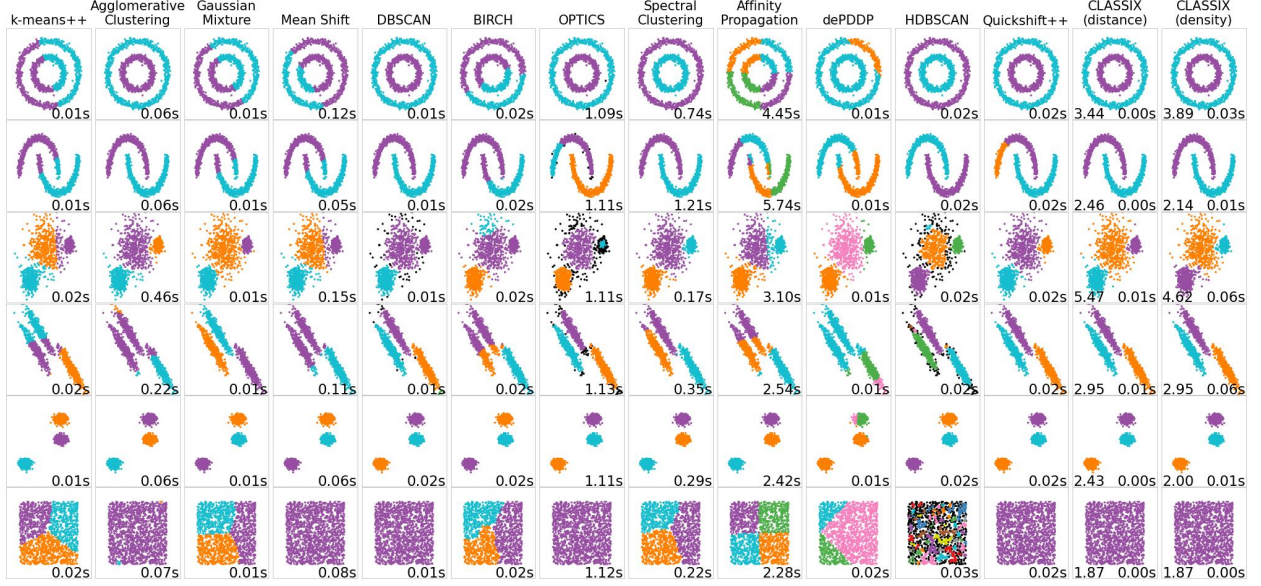 k-means++ Agglomerative Clustering Gaussian Mixture Mean Shift DBSCAN BIRCH OPTICS Spectral Clustering Affinity Propagation dePDDP HDBSCAN Quickshift++ CLASSIX (distance) CLASSIX (density)
0.01s 0.06s 0.01s 0.12s 0.01s 0.02s 1.09s 0.74s 4.45s 0.01s 0.02s 0.02s 3.44 0.00s 3.89 0.03s
0.01s 0.06s 0.01s 0.05s 0.01s 0.02s 1.11s 1.21s 5.74s 0.01s 0.02s 0.02s 2.46 0.00s 2.14 0.01s
0.02s 0.46s 0.01s 0.15s 0.01s 0.02s 1.11s 0.17s 3.10s 0.01s 0.02s 0.02s 5.47 0.01s 4.62 0.06s
0.02s 0.22s 0.01s 0.11s 0.01s 0.02s 1.13s 0.35s 2.54s 0.01s 0.02s 0.02s 2.95 0.01s 2.95 0.06s
0.01s 0.06s 0.01s 0.06s 0.02s 0.02s 1.11s 0.29s 2.42s 0.01s 0.02s 0.02s 2.43 0.00s 2.00 0.01s
0.02s 0.07s 0.01s 0.08s 0.01s 0.02s 1.12s 0.22s 2.28s 0.02s 0.03s 0.02s 1.87 0.00s 1.87 0.00s